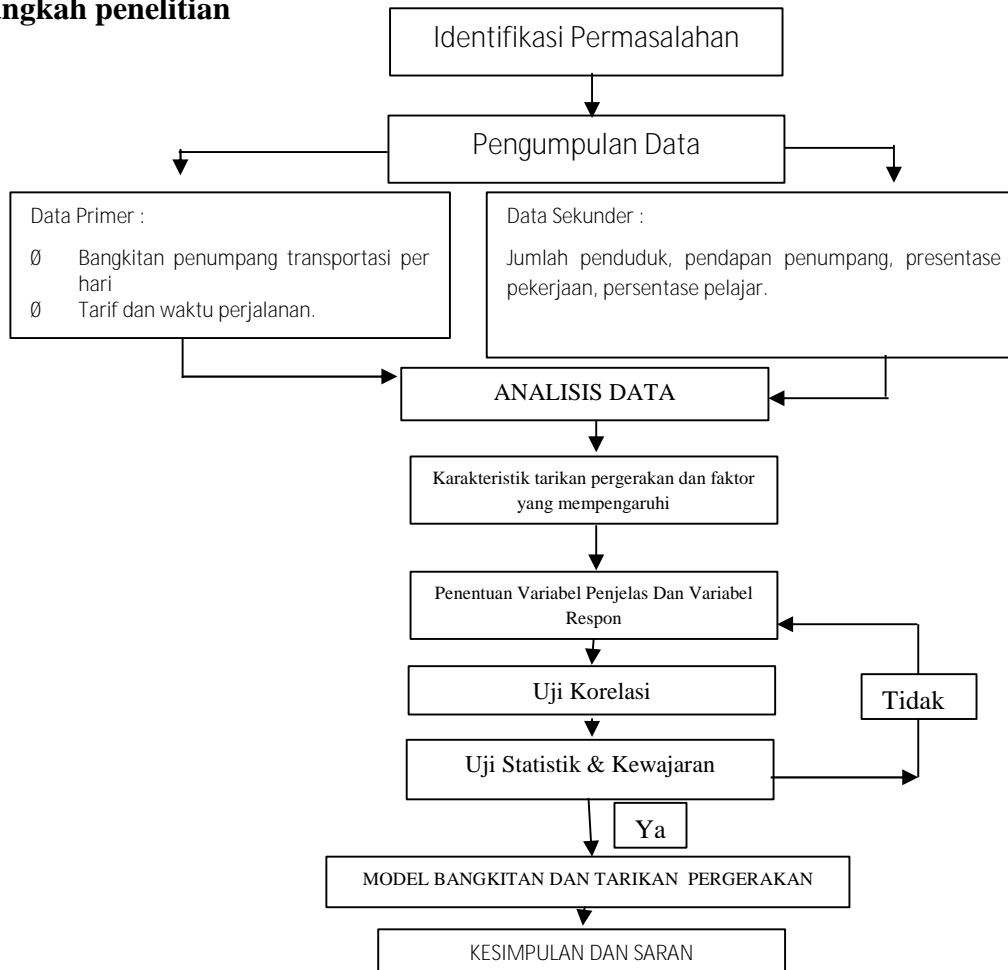 ngkah penelitian
Identifikasi Permasalahan
Pengumpulan Data
Data Primer :
Ø Bangkitan penumpang transportasi per
hari
Ø Tarif dan waktu perjalanan.
Data Sekunder :
Jumlah penduduk, pendapan penumpang, presentase
pekerjaan, persentase pelajar.
ANALISIS DATA
Karakteristik tarikan pergerakan dan faktor
yang mempengaruhi
Penentuan Variabel Penjelas Dan Variabel
Respon
Uji Korelasi
Tidak
Uji Statistik & Kewajaran
Ya
MODEL BANGKITAN DAN TARIKAN PERGERAKAN
KESIMPULAN DAN SARAN